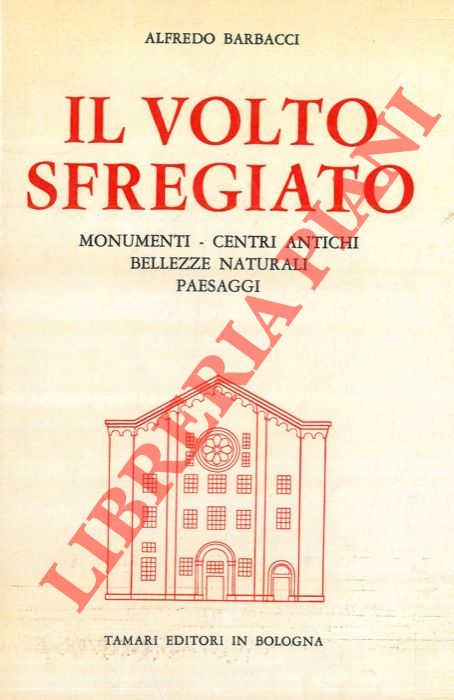 ALFREDO BARBACCI
IL VOLTO
SFREGIATO
MONUMENTI - CENTRI ANTICHI
BELLEZZE NATURALI
PAESAGGI
LIBRERIA PIANI
TAMARI EDITORI IN BOLOGNA